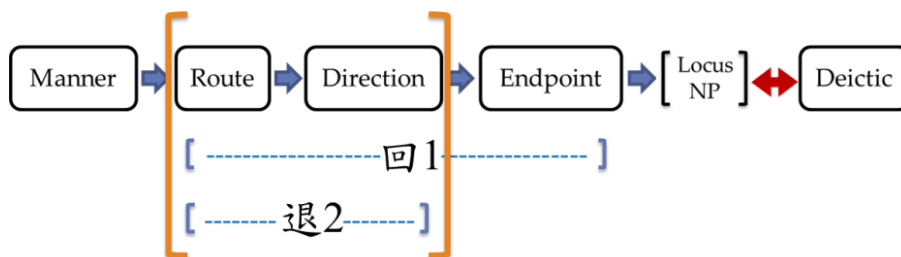 Manner
Route
Direction
Endpoint
[Locus NP]
Deictic
[ 回1 ]
[ 退2 ]